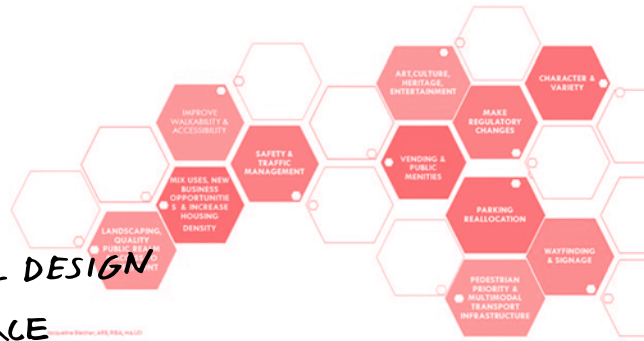 ART,CULTURE,
HERITAGE,
ENTERTAINMENT
CHARACTER &
VARIETY
IMPROVE
WALKABILITY &
ACCESSIBILITY
MAKE
REGULATORY
CHANGES
SAFETY &
TRAFFIC
MANAGEMENT
VENDING &
PUBLIC
MENITIES
MIX USES, NEW
BUSINESS
OPPORTUNITIE
S & INCREASE
HOUSING
DENSITY
PARKING
REALLOCATION
LANDSCAPING,
QUALITY
PUBLIC REALM
WAYFINDING
& SIGNAGE
DESIGN
PEDESTRIAN
PRIORITY &
MULTIMODAL
TRANSPORT
INFRASTRUCTURE